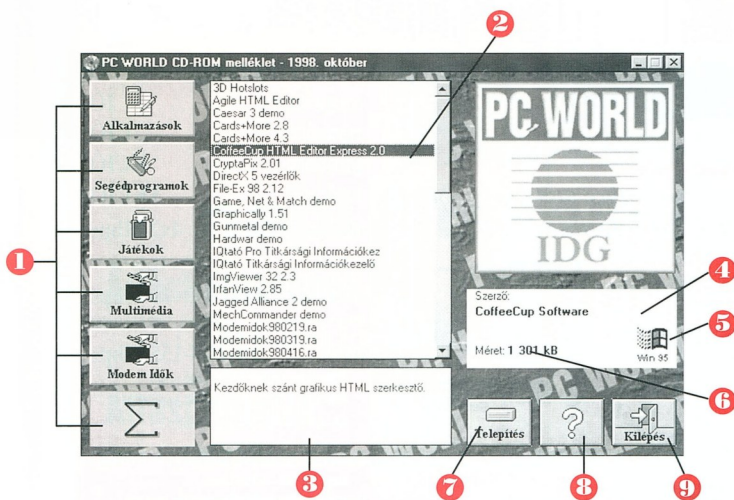 2
PC WORLD CD-ROM melléklet - 1998. október
Alkalmazások
Segédprogramok
Játékok
Multimédia
Modem Idők
Σ
1
3D Hotslots
Agile HTML Editor
Caesar 3 demo
Cards+More 2.8
Cards+More 4.3
CoffeeCup HTML Editor Express 2.0
CryptaPix 2.01
DirectX 5 vezérlők
File-Ex 98 2.12
Game, Net & Match demo
Graphically 1.51
Gunmetal demo
Hardwar demo
IQtató Pro Titkársági Információkez
IQtató Titkársági Információkezelő
ImgViewer 32 2.3
IrfanView 2.85
Jagged Alliance 2 demo
MechCommander demo
Modemidok980219.ra
Modemidok980319.ra
Modemidok980416.ra
Kezdőknek szánt grafikus HTML szerkesztő.
3
PC WORLD
IDG
4
Szerző:
CoffeeCup Software
5
Méret: 1 301 kB
Win 95
6
Telepítés
?
Kilépés
7
8
9